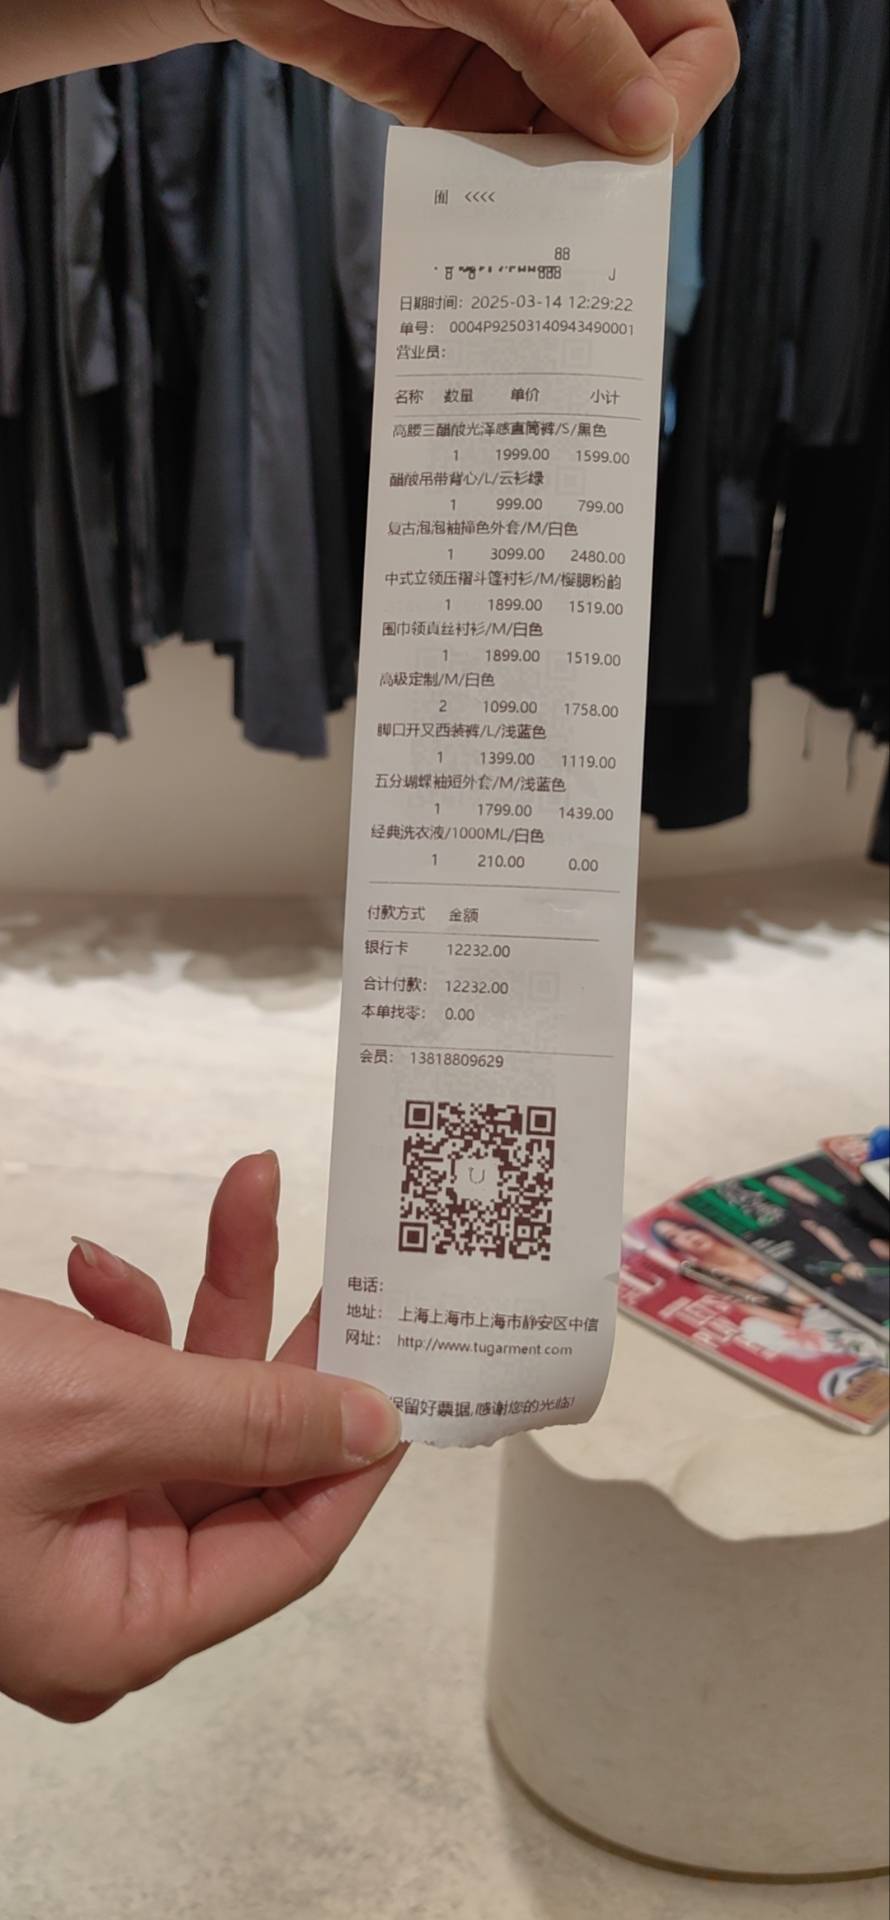 <<<<
88
日期时间: 2025-03-14 12:29:22
单号: 0004P92503140943490001
营业员:
名称 数量 单价 小计
高腰三醋酸光泽感直筒裤/S/黑色
1 1999.00 1599.00
醋酸吊带背心/L/云衫绿
1 999.00 799.00
复古泡泡袖撞色外套/M/白色
1 3099.00 2480.00
中式立领压褶斗篷衬衫/M/樱腮粉韵
1 1899.00 1519.00
围巾领真丝衬衫/M/白色
1 1899.00 1519.00
高级定制/M/白色
2 1099.00 1758.00
脚口开叉西装裤/L/浅蓝色
1 1399.00 1119.00
五分蝴蝶袖短外套/M/浅蓝色
1 1799.00 1439.00
经典洗衣液/1000ML/白色
1 210.00 0.00
付款方式 金额
银行卡 12232.00
合计付款: 12232.00
本单找零: 0.00
会员: 13818809629
电话:
地址: 上海上海市上海市静安区中信
网址: http://www.tugarment.com
保留好票据,感谢您的光临!